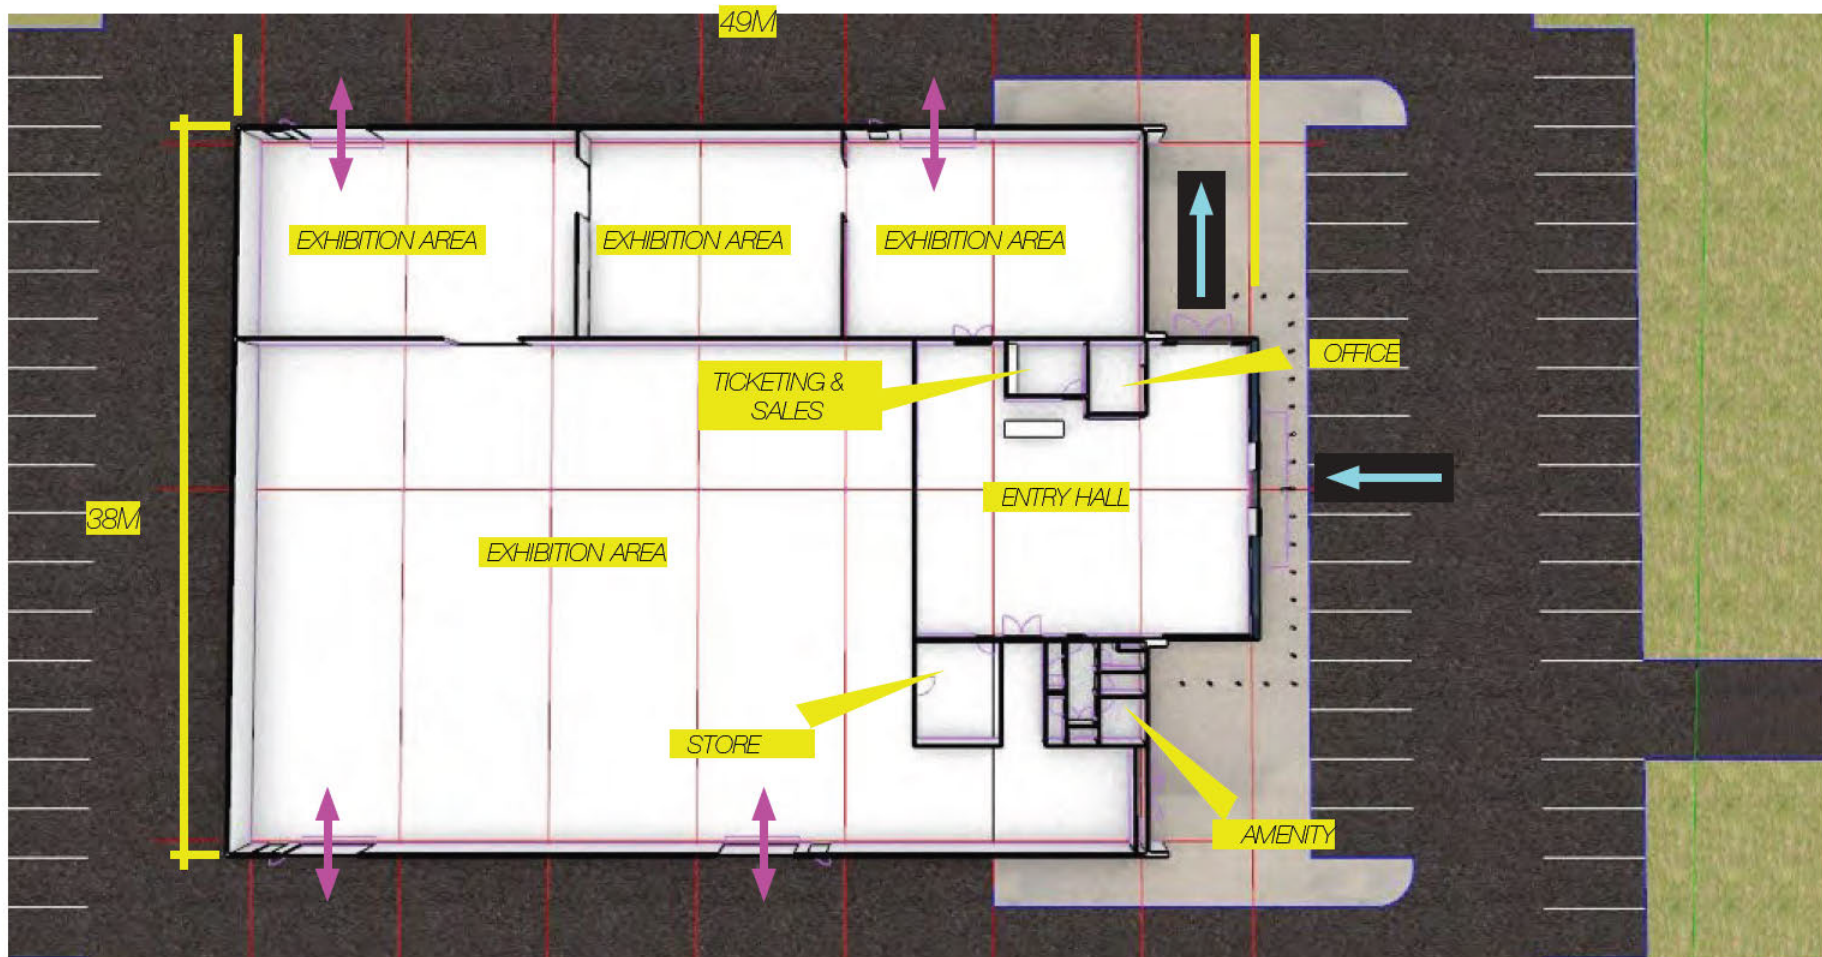 49M
EXHIBITION AREA
EXHIBITION AREA
EXHIBITION AREA
OFFICE
TICKETING &
SALES
ENTRY HALL
38M
EXHIBITION AREA
STORE
AMENITY